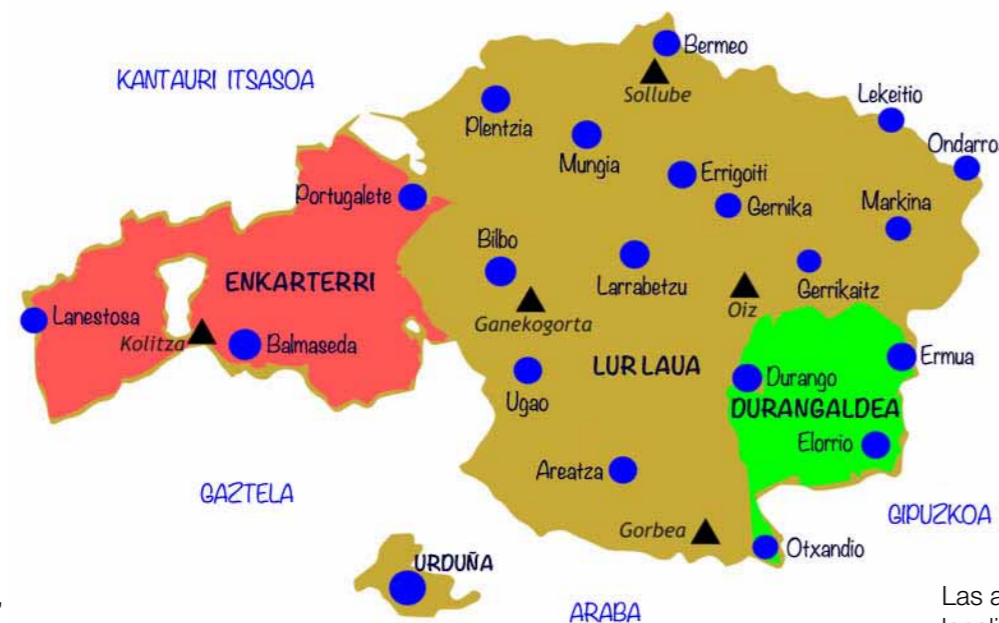 Bermeo
KANTAURI ITSASOA
Sollube
Lekeitio
Plentzia
Mungia
Ondarroa
Errigoiti
Portugalete
Gernika
Markina
Bilbo
ENKARTERRI
Larrabetzu
Gerrikaitz
Oiz
Lanestosa
Ganekogorta
Kolitza
Balmaseda
LUR LAUA
Ermua
Durango
Ugao
DURANGALDEA
Elorrio
Areatza
GAZTELA
GIPUZKOA
Gorbea
Otxandio
URDUÑA
ARABA
Las a